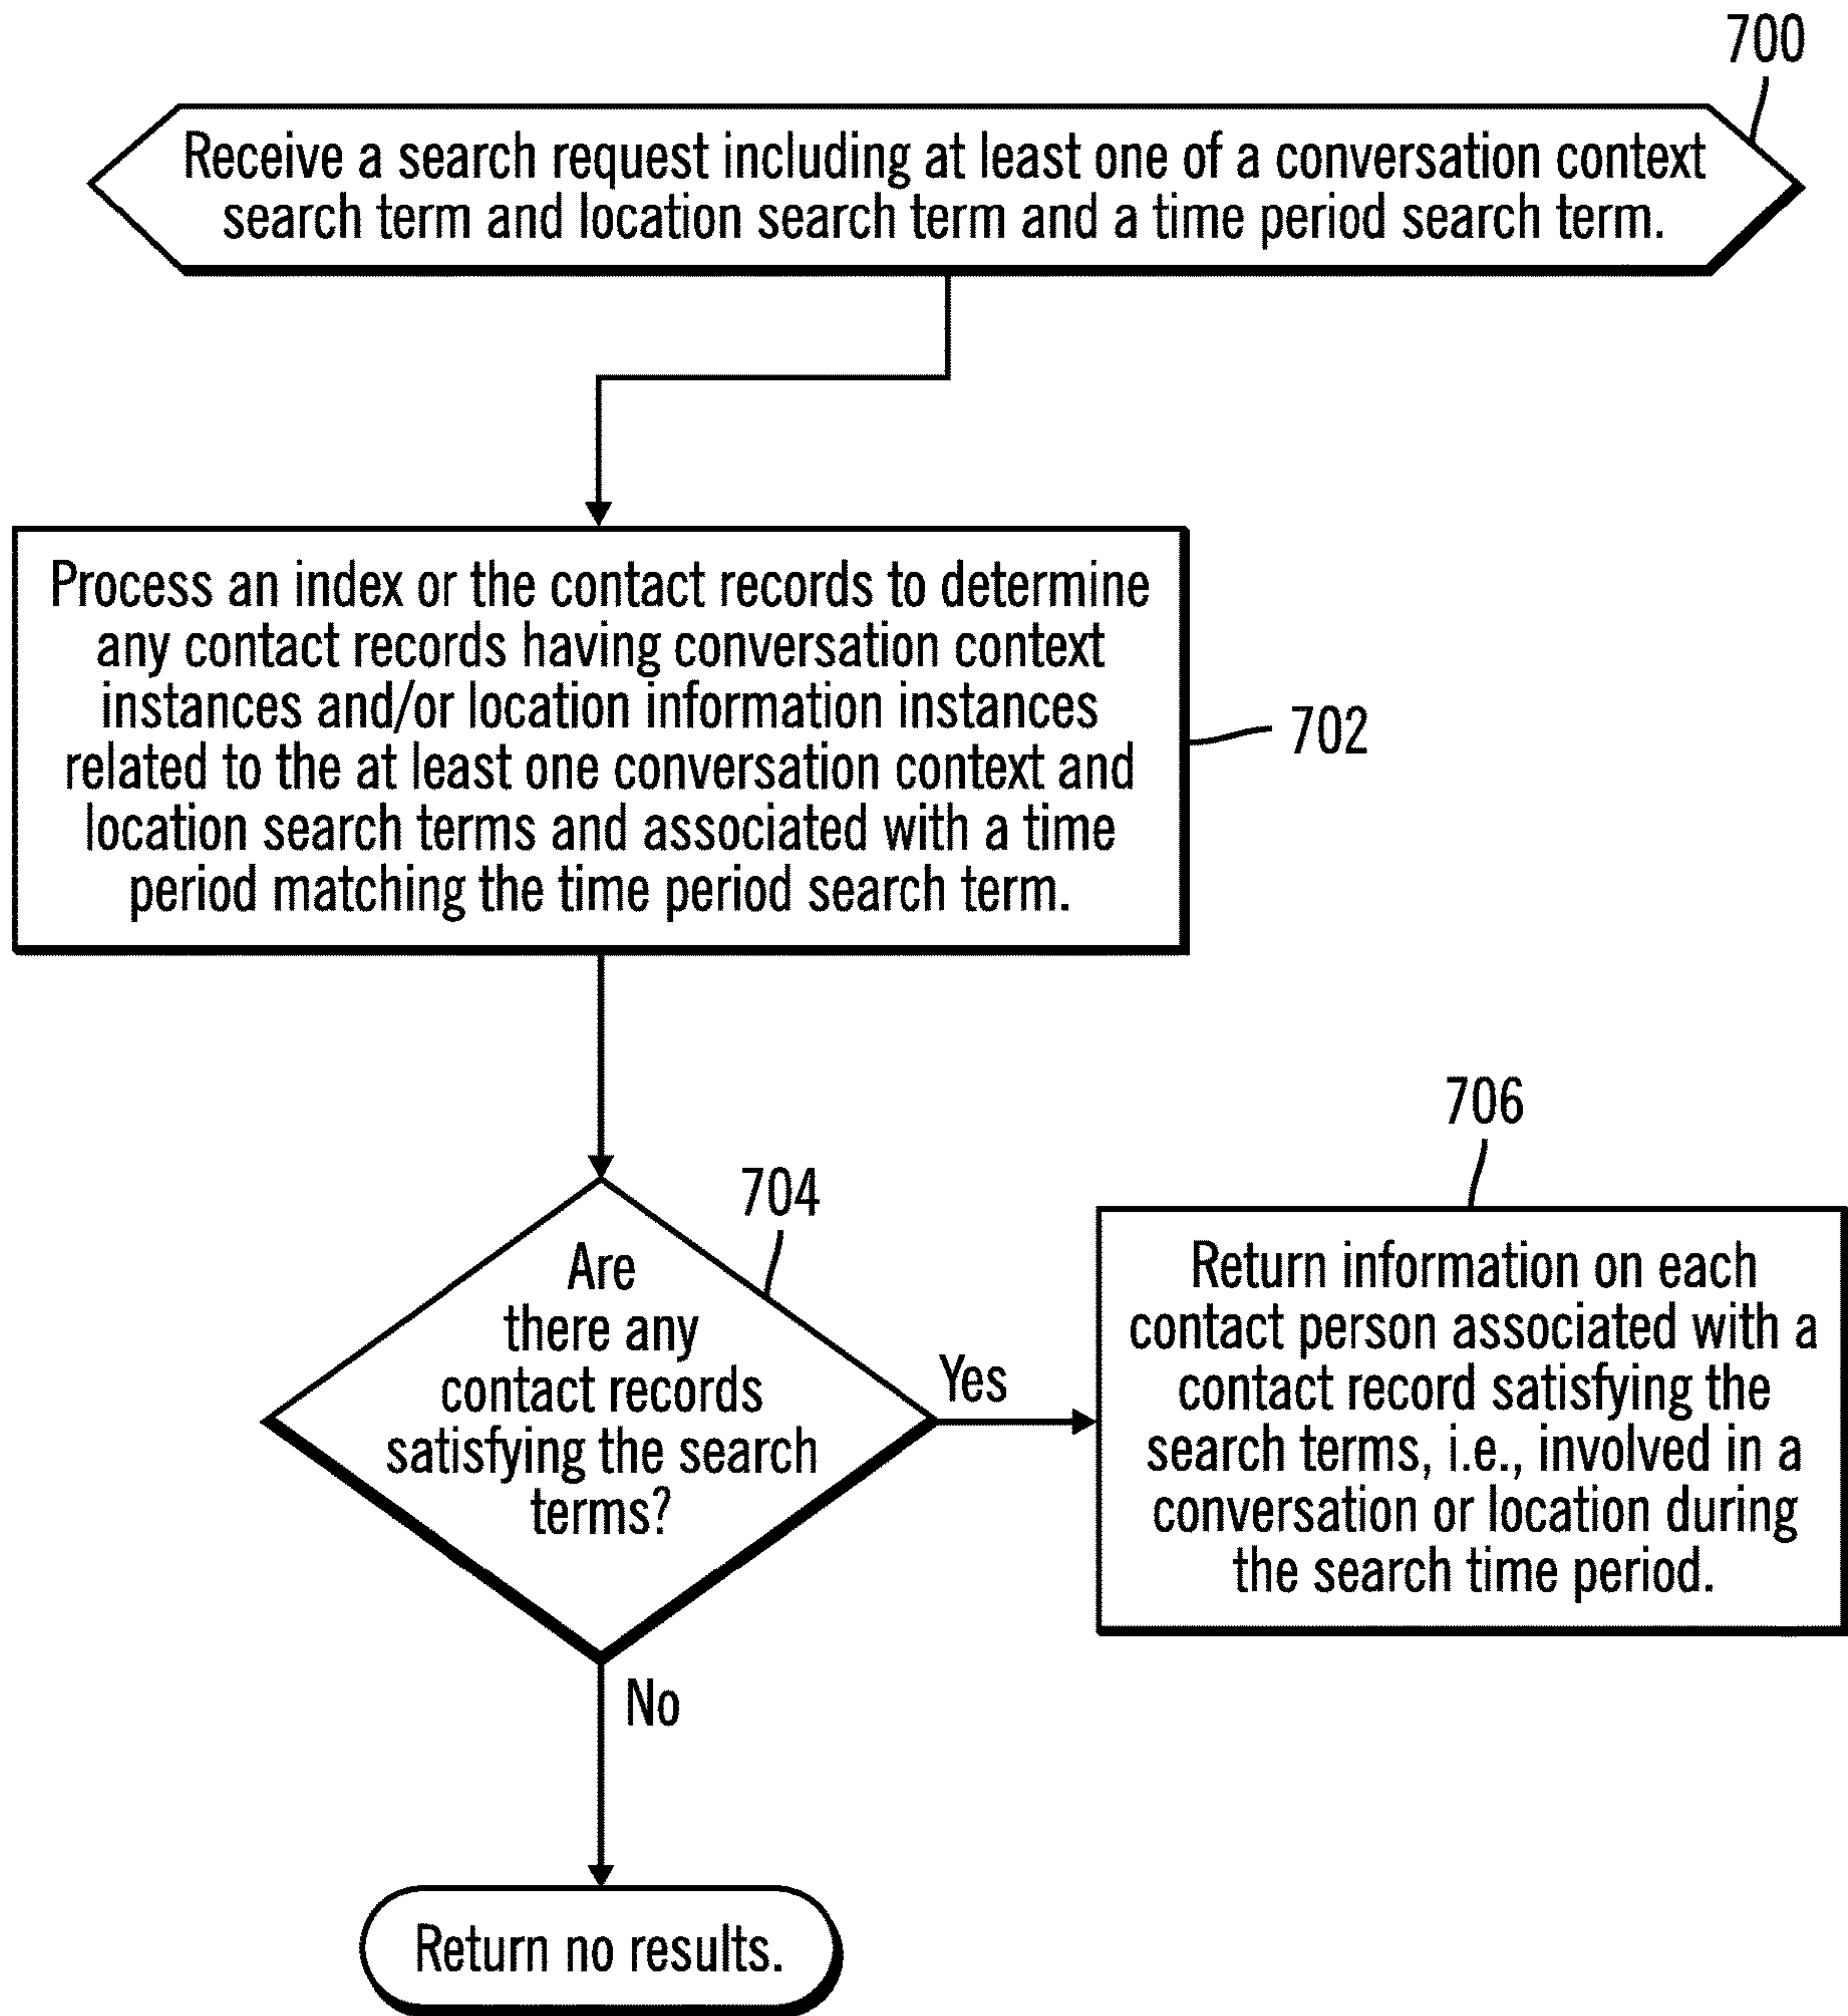 700
Receive a search request including at least one of a conversation context
search term and location search term and a time period search term.
Process an index or the contact records to determine
any contact records having conversation context
instances and/or location information instances
related to the at least one conversation context and
location search terms and associated with a time
period matching the time period search term.
702
704
Are
there any
contact records
satisfying the search
terms?
Yes
706
Return information on each
contact person associated with a
contact record satisfying the
search terms, i.e., involved in a
conversation or location during
the search time period.
No
Return no results.